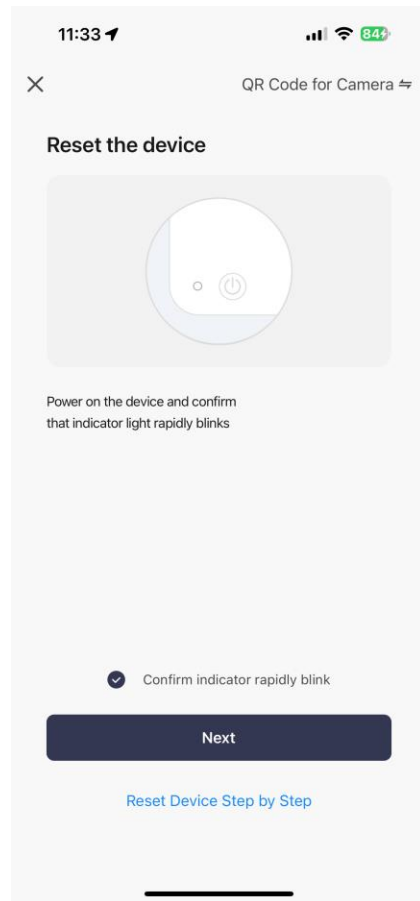 11:33
84
QR Code for Camera ⇋
Reset the device
Power on the device and confirm
that indicator light rapidly blinks
Confirm indicator rapidly blink
Next
Reset Device Step by Step